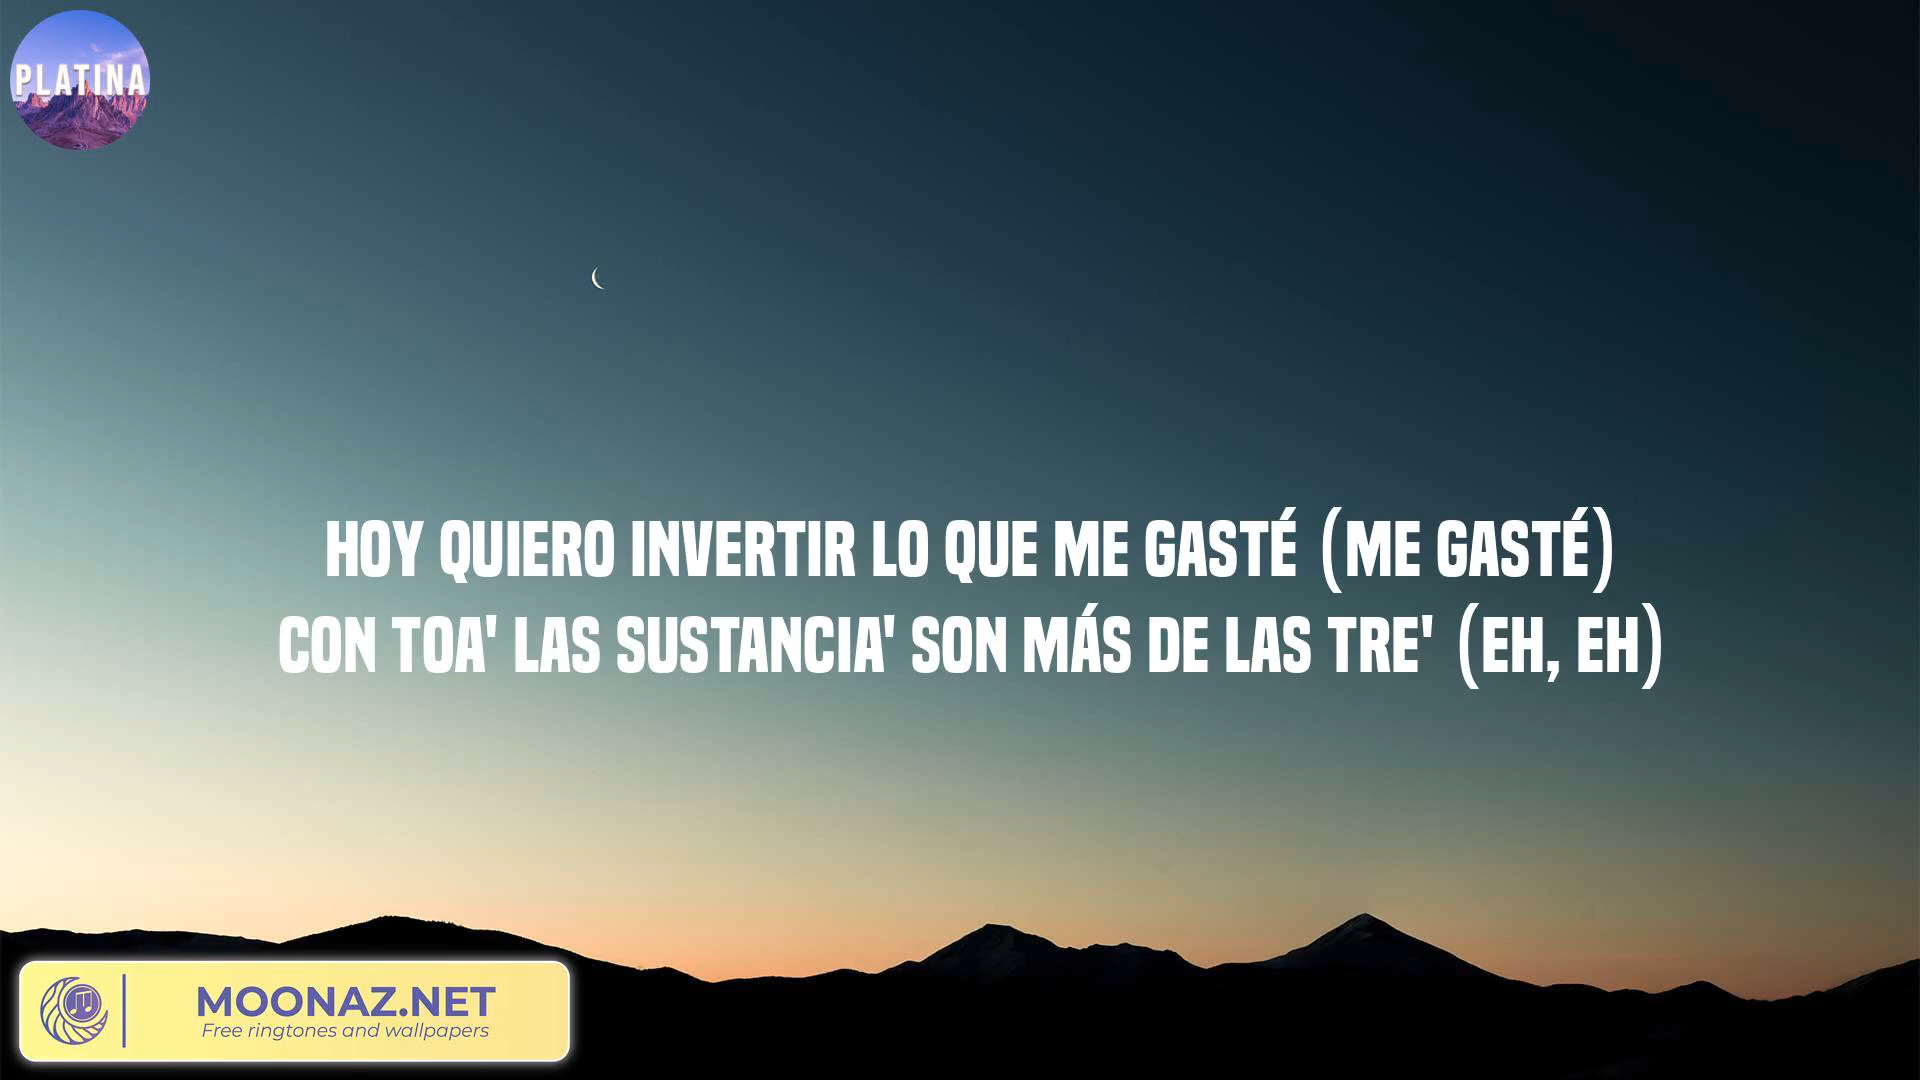 PLATINA
HOY QUIERO INVERTIR LO QUE ME GASTÉ (ME GASTÉ)
CON TOA' LAS SUSTANCIA' SON MÁS DE LAS TRE' (EH, EH)
MOONAZ.NET
Free ringtones and wallpapers